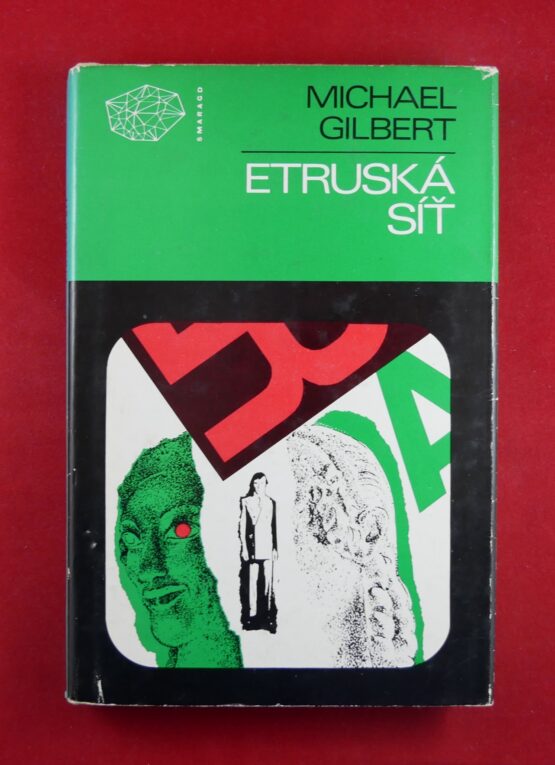 SMARAGD
MICHAEL
GILBERT
ETRUSKÁ
SÍŤ
A